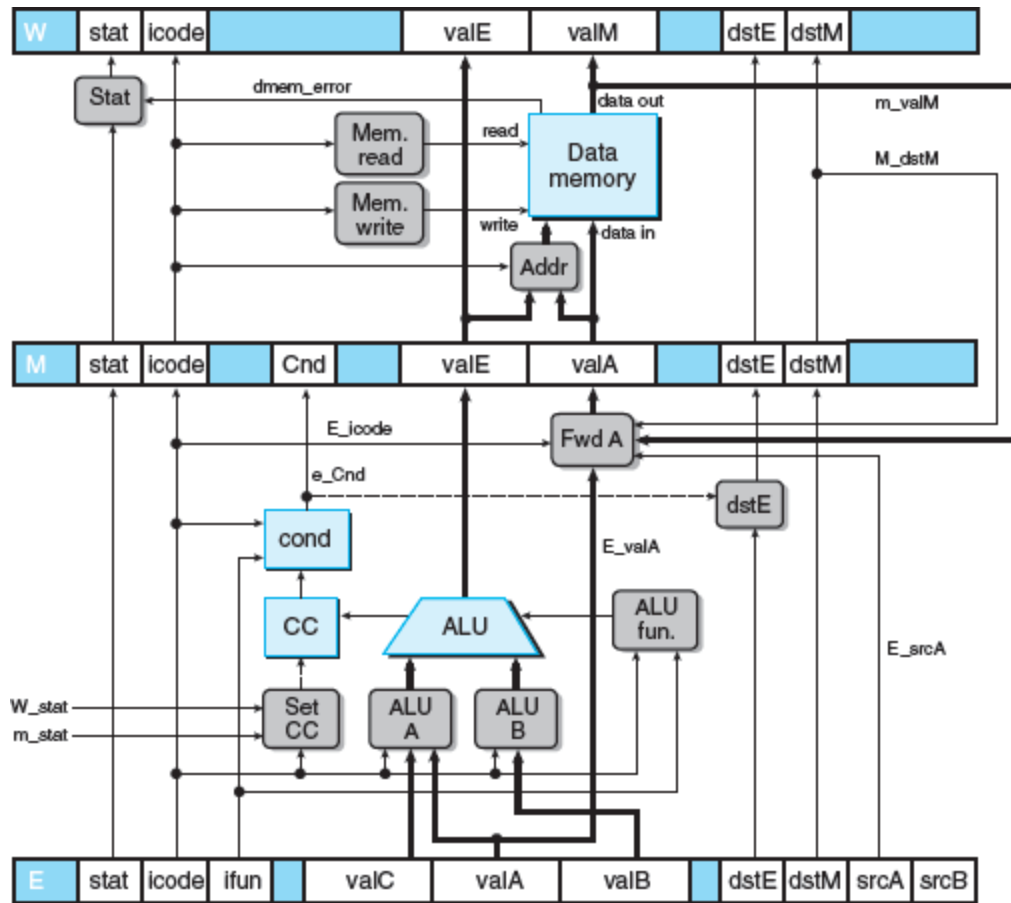 W stat icode valE valM dstE dstM
Stat
dmem_error
data out
m_valM
Mem.
read
read
Data
memory
M_dstM
Mem.
write
write
data in
Addr
M stat icode Cnd valE valA dstE dstM
E_icode
Fwd A
e_Cnd
dstE
cond
E_valA
CC
ALU
ALU
fun.
E_srcA
W_stat
m_stat
Set
CC
ALU
A
ALU
B
E stat icode ifun valC valA valB dstE dstM srcA srcB